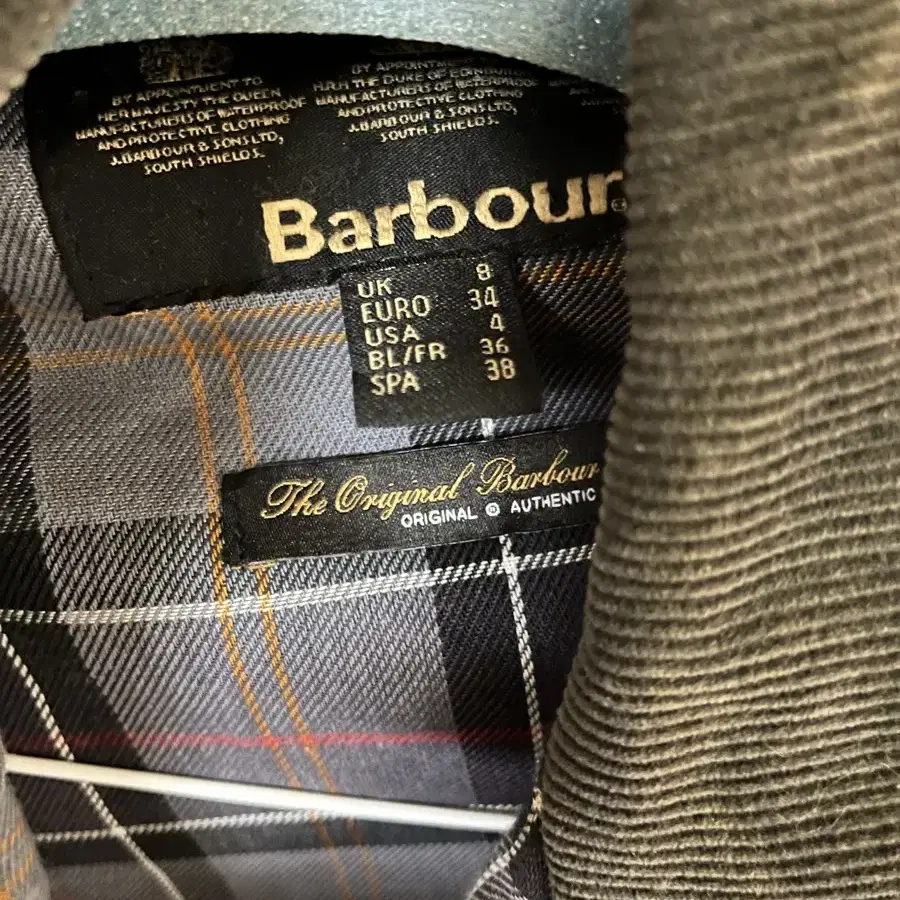 BY APPOINTMENT TO
HER MAJESTY THE QUEEN
MANUFACTURERS OF WATERPROOF
AND PROTECTIVE CLOTHING
J.BARBOUR & SONS LTD,
SOUTH SHIELDS.
BY APPOINTMENT TO
H.R.H THE DUKE OF EDINBURGH
MANUFACTURERS OF WATERPROOF
AND PROTECTIVE CLOTHING
J.BARBOUR & SONS LTD,
SOUTH SHIELDS.
Barbour
UK 8
EURO 34
USA 4
BL/FR 36
SPA 38
The Original Barbour
ORIGINAL ® AUTHENTIC